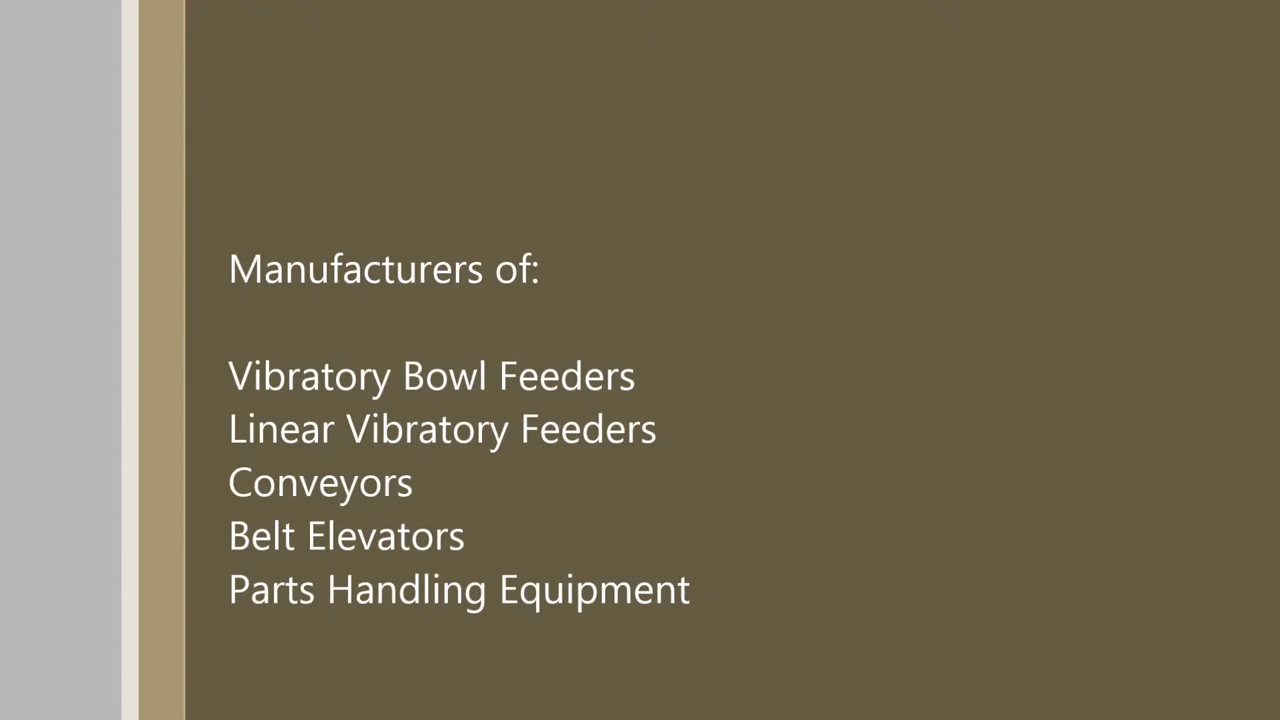 Manufacturers of:
Vibratory Bowl Feeders
Linear Vibratory Feeders
Conveyors
Belt Elevators
Parts Handling Equipment